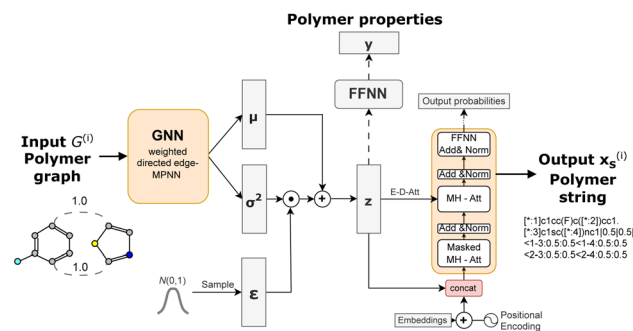 Polymer properties
y
FFNN
Output probabilities
GNN
weighted
directed edge-
MPNN
μ
FFNN
Add& Norm
Input G(i)
Polymer
graph
Add &Norm
Output xs(i)
Polymer
string
1.0
σ2
z
E-D-Att
MH - Att
Add &Norm
[*:1]c1cc(F)c([*:2])cc1.
[*:3]c1sc([*:4])nc1|0.5|0.5|
<1-3:0.5:0.5<1-4:0.5:0.5
<2-3:0.5:0.5<2-4:0.5:0.5
Masked
MH - Att
1.0
N(0,1)
Sample
ε
concat
Embeddings
+
Positional
Encoding